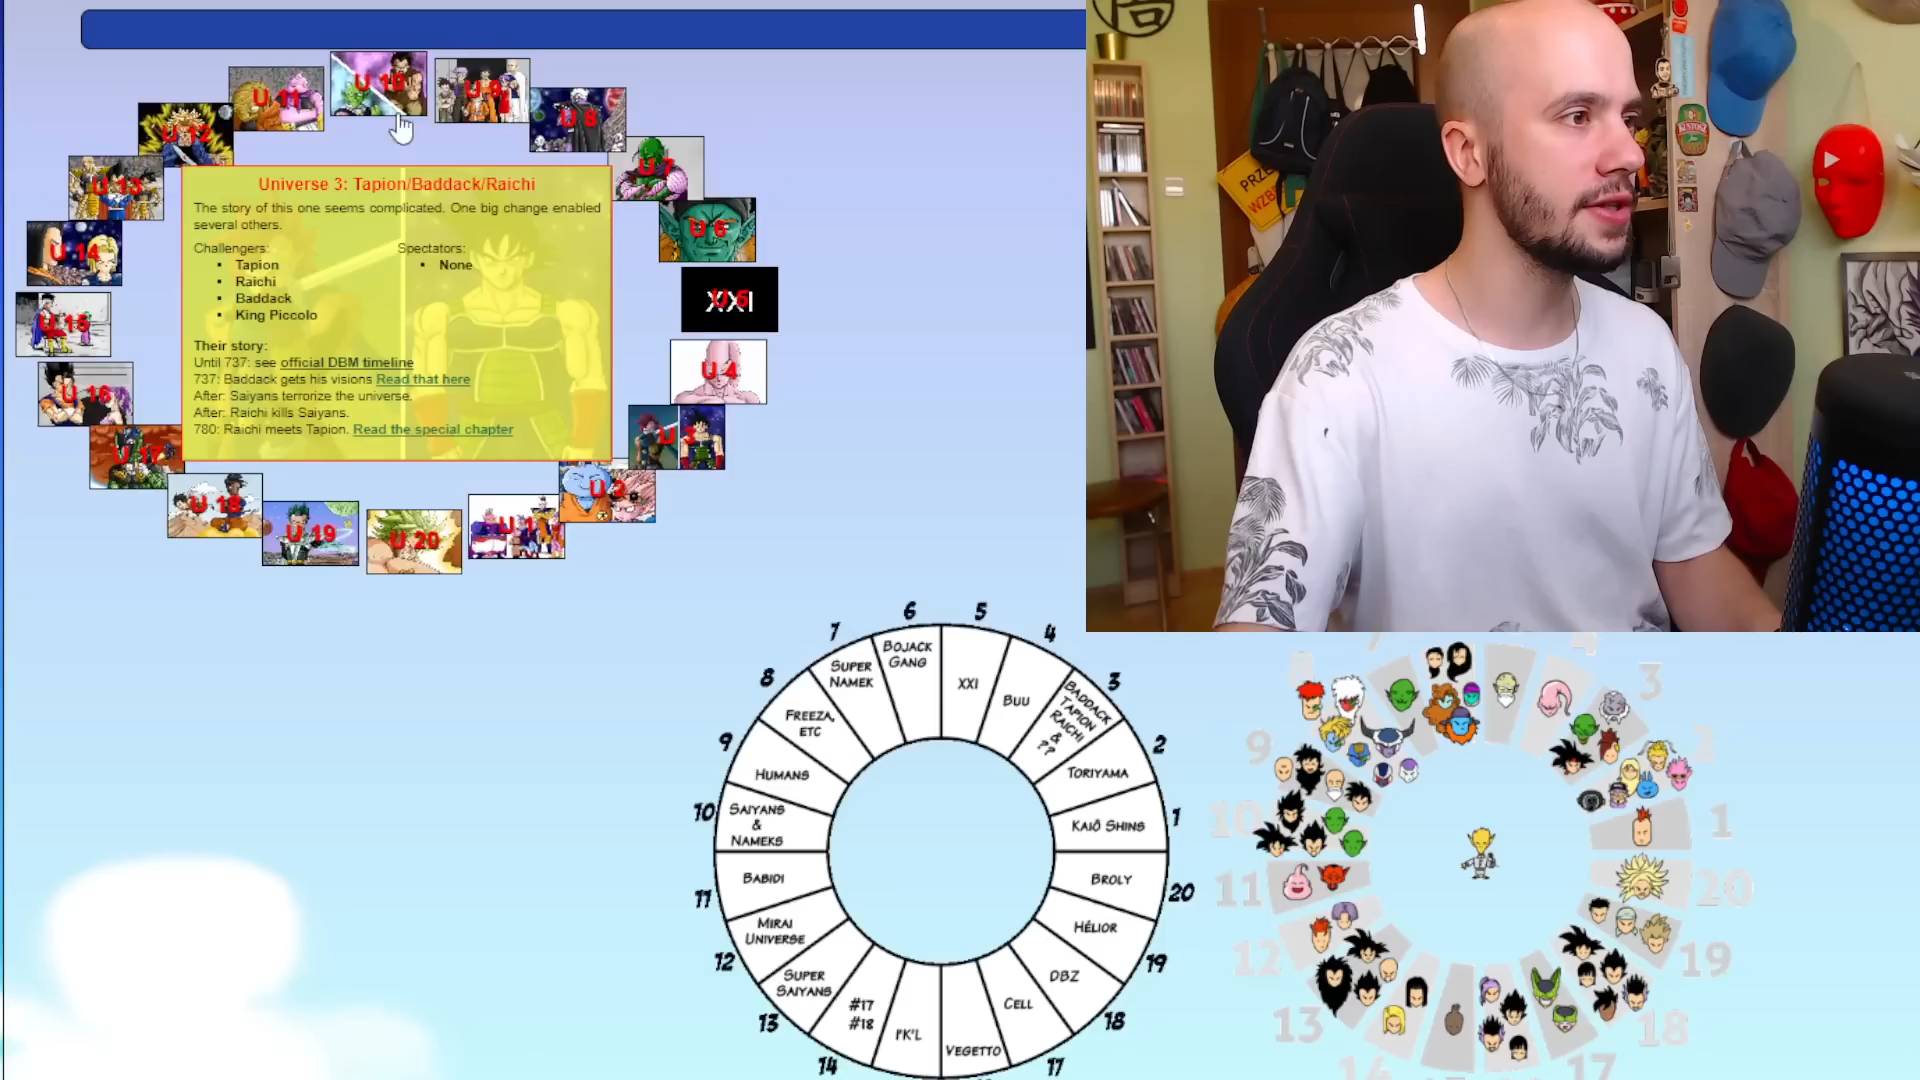 U 11
U 10
U 9
U 8
U 12
U 7
U 13
U 6
U 14
XXI
U 5
U 15
U 4
U 16
U 3
U 17
U 2
U 18
U 19
U 20
U 1
Universe 3: Tapion/Baddack/Raichi
The story of this one seems complicated. One big change enabled
several others.
Challengers:
Tapion
Raichi
Baddack
King Piccolo
Spectators:
None
Their story:
Until 737: see official DBM timeline
737: Baddack gets his visions Read that here
After: Saiyans terrorize the universe.
After: Raichi kills Saiyans.
780: Raichi meets Tapion. Read the special chapter
悟
PRZE
WZB
6
BOJACK
GANG
5
XXI
4
BUU
3
BADDACK
TAPION
RAICHI
&
??
2
TORIYAMA
1
KAIÔ SHINS
20
BROLY
19
HÉLIOR
18
DBZ
17
CELL
VEGETTO
I'K'L
14
#17
#18
13
SUPER
SAIYANS
12
MIRAI
UNIVERSE
11
BABIDI
10
SAIYANS
&
NAMEKS
9
HUMANS
8
FREEZA,
ETC
7
SUPER
NAMEK
3
2
1
20
19
18
17
14
13
12
11
10
9